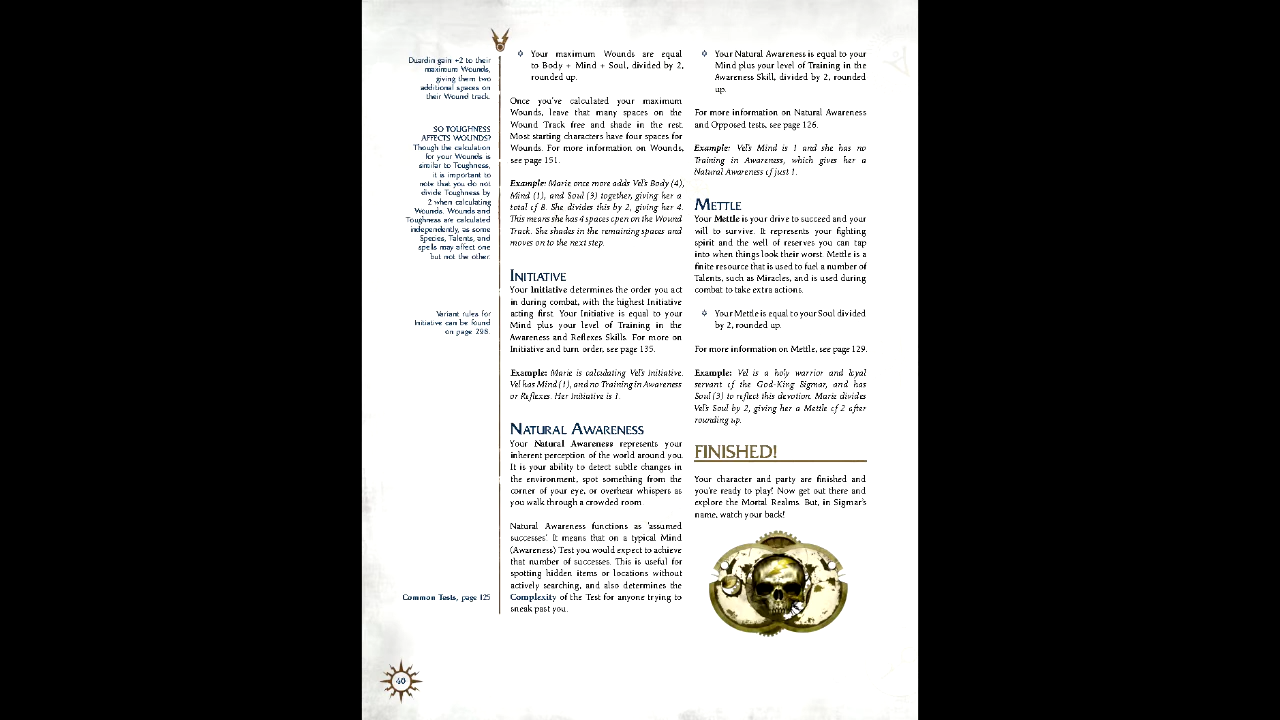 Duardin gain +2 to their
maximum Wounds,
giving them two
additional spaces on
their Wound track.
SO TOUGHNESS
AFFECTS WOUNDS?
Though the calculation
for your Wounds is
similar to Toughness,
it is important to
note that you do not
divide Toughness by
2 when calculating
Wounds. Wounds and
Toughness are calculated
independently, as some
Species, Talents, and
spells may affect one
but not the other.
Variant rules for
Initiative can be found
on page 298.
Common Tests, page 125
Your maximum Wounds are equal
to Body + Mind + Soul, divided by 2,
rounded up.
Once you've calculated your maximum
Wounds, leave that many spaces on the
Wound Track free and shade in the rest.
Most starting characters have four spaces for
Wounds. For more information on Wounds,
see page 151.
Example: Marie once more adds Vel's Body (4),
Mind (1), and Soul (3) together, giving her a
total of 8. She divides this by 2, giving her 4.
This means she has 4 spaces open on the Wound
Track. She shades in the remaining spaces and
moves on to the next step.
INITIATIVE
Your Initiative determines the order you act
in during combat, with the highest Initiative
acting first. Your Initiative is equal to your
Mind plus your level of Training in the
Awareness and Reflexes Skills. For more on
Initiative and turn order, see page 135.
Example: Marie is calculating Vel's Initiative.
Vel has Mind (1), and no Training in Awareness
or Reflexes. Her Initiative is 1.
NATURAL AWARENESS
Your Natural Awareness represents your
inherent perception of the world around you.
It is your ability to detect subtle changes in
the environment, spot something from the
corner of your eye, or overhear whispers as
you walk through a crowded room.
Natural Awareness functions as 'assumed
successes'. It means that on a typical Mind
(Awareness) Test you would expect to achieve
that number of successes. This is useful for
spotting hidden items or locations without
actively searching, and also determines the
Complexity of the Test for anyone trying to
sneak past you.
Your Natural Awareness is equal to your
Mind plus your level of Training in the
Awareness Skill, divided by 2, rounded
up.
For more information on Natural Awareness
and Opposed tests, see page 126.
Example: Vel's Mind is 1 and she has no
Training in Awareness, which gives her a
Natural Awareness of just 1.
METTLE
Your Mettle is your drive to succeed and your
will to survive. It represents your fighting
spirit and the well of reserves you can tap
into when things look their worst. Mettle is a
finite resource that is used to fuel a number of
Talents, such as Miracles, and is used during
combat to take extra actions.
Your Mettle is equal to your Soul divided
by 2, rounded up.
For more information on Mettle, see page 129.
Example: Vel is a holy warrior and loyal
servant of the God-King Sigmar, and has
Soul (3) to reflect this devotion. Marie divides
Vel's Soul by 2, giving her a Mettle of 2 after
rounding up.
FINISHED!
Your character and party are finished and
you're ready to play! Now get out there and
explore the Mortal Realms. But, in Sigmar's
name, watch your back!
40